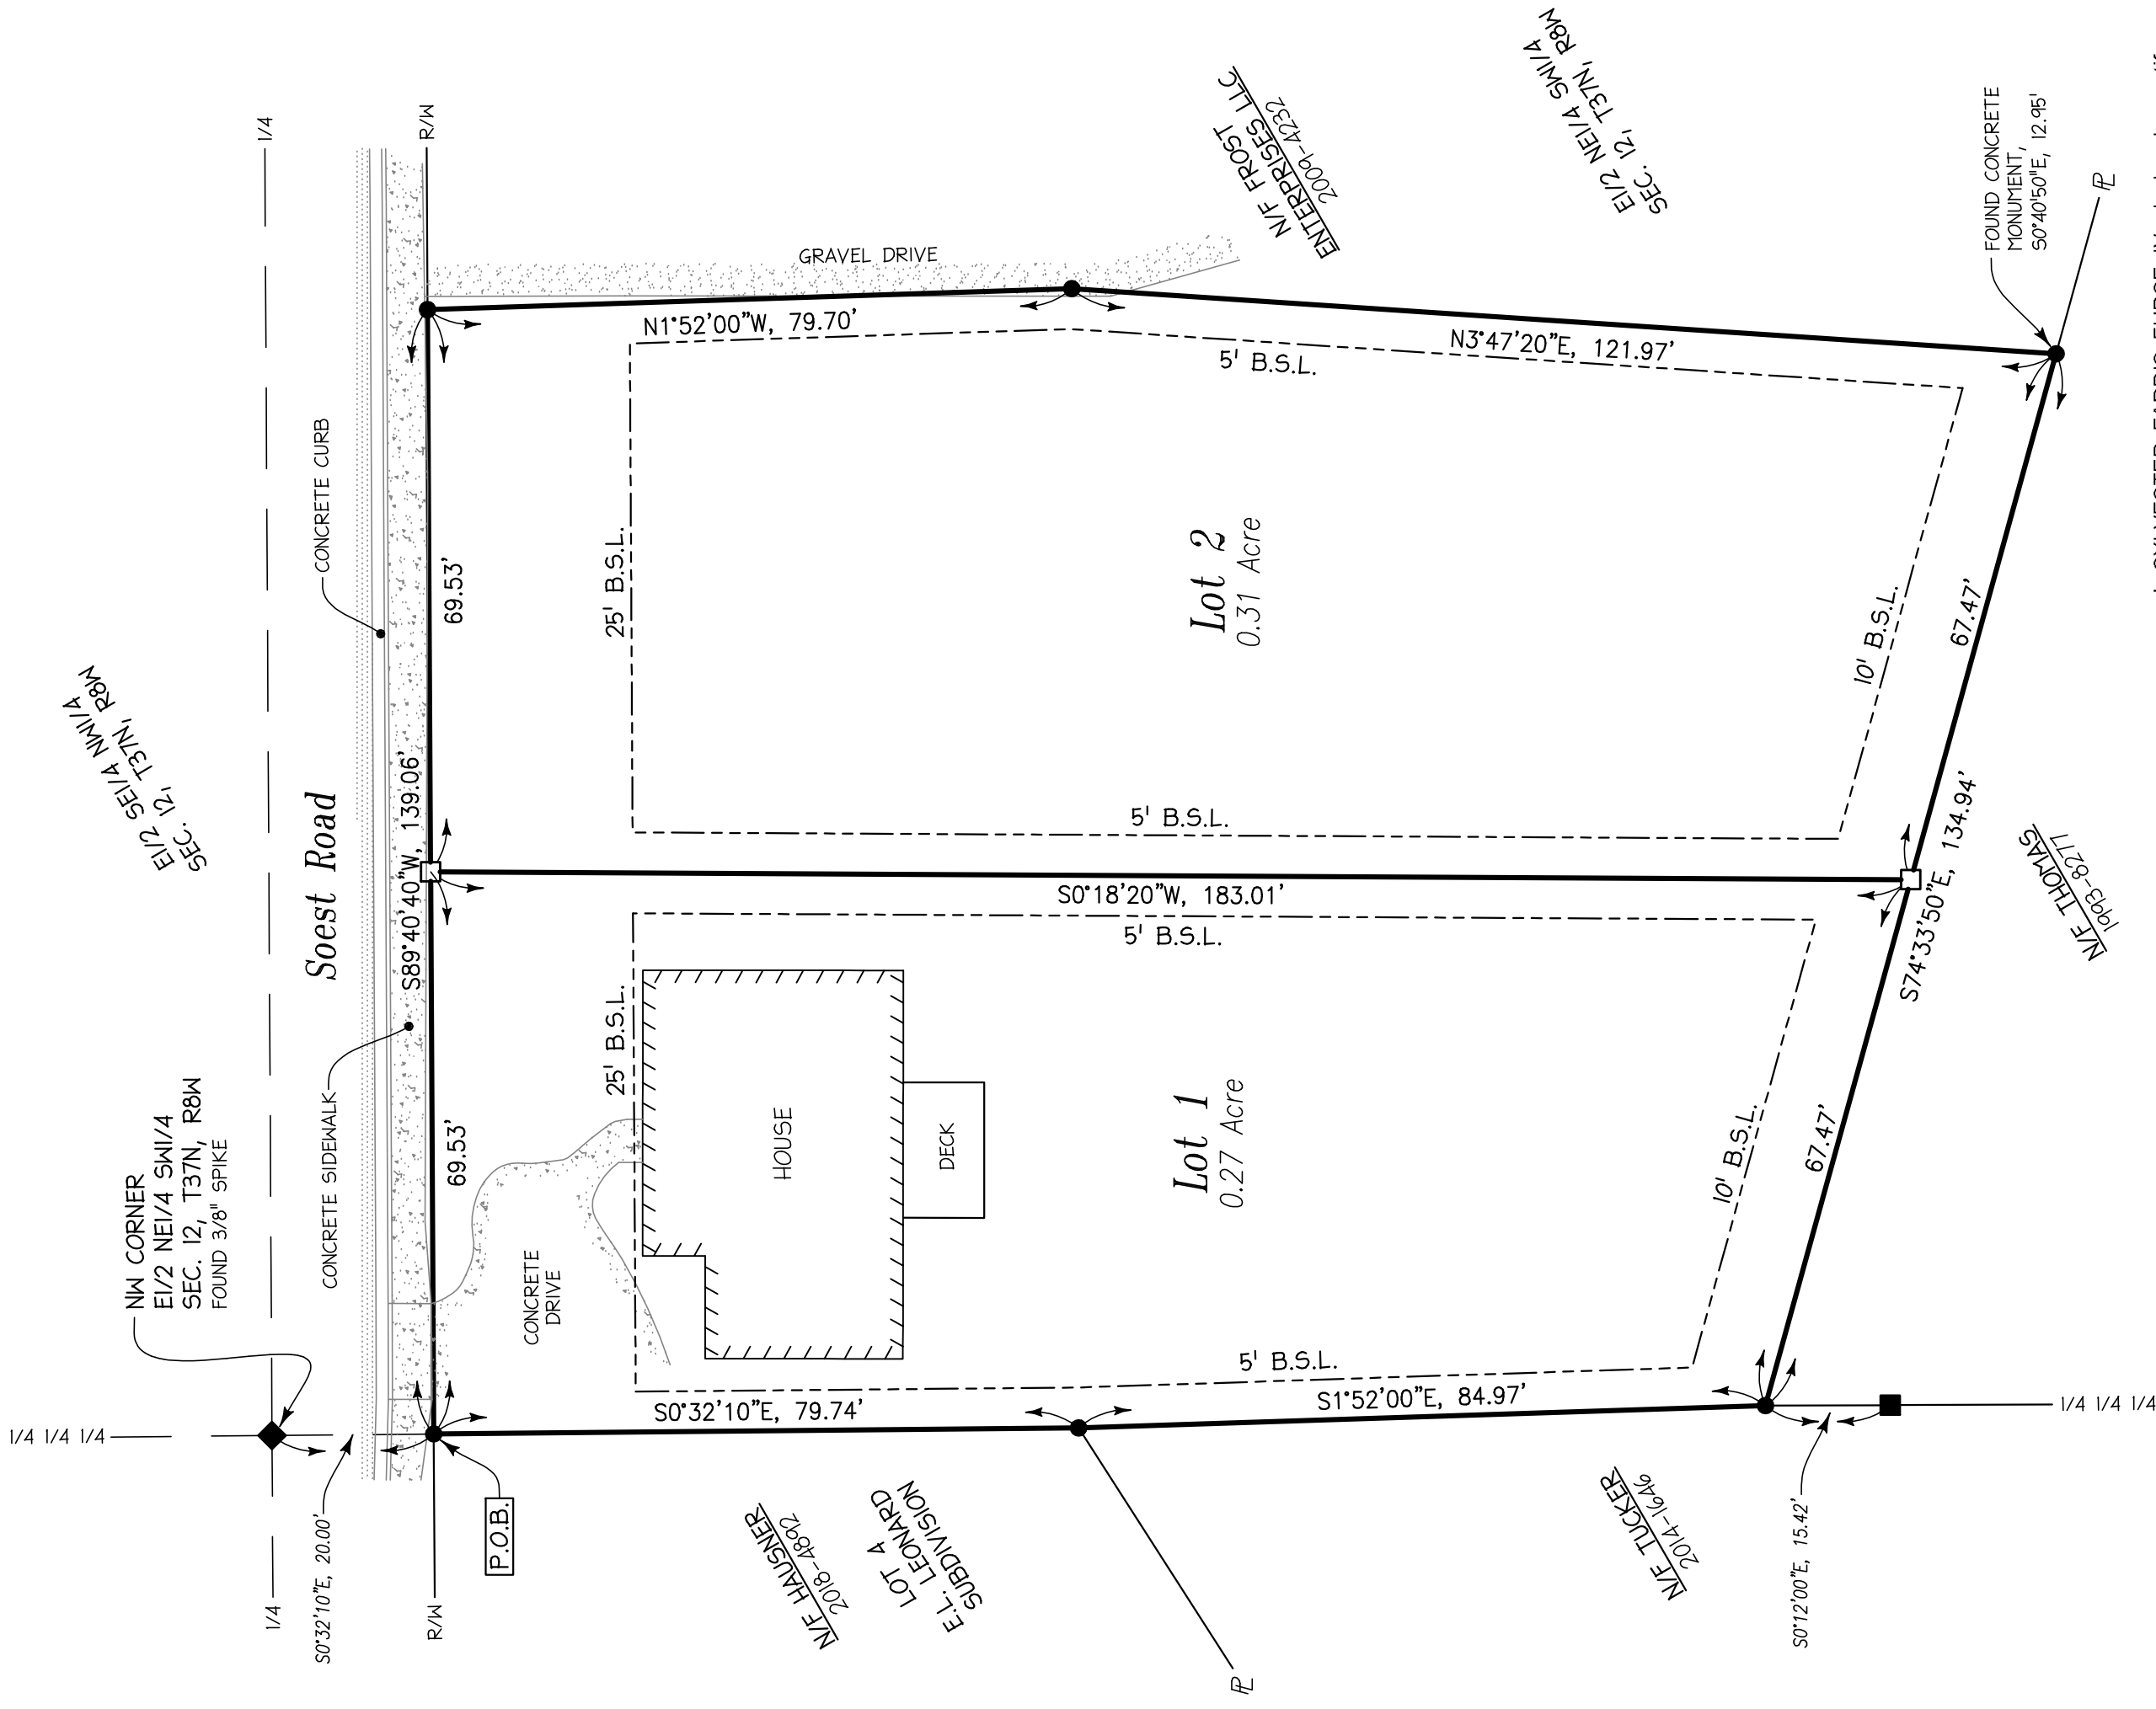 1/4
R/W
CONCRETE CURB
E1/2 SE1/4 NW1/4
SEC. 12, T37N, R8W
Soest Road
NW CORNER
E1/2 NE1/4 SW1/4
SEC. 12, T37N, R8W
FOUND 3/8" SPIKE
CONCRETE SIDEWALK
1/4 1/4 1/4
S0°32'10"E, 20.00'
1/4
R/W
P.O.B.
S89°40'40"W, 139.06'
69.53'
69.53'
GRAVEL DRIVE
N1°52'00"W, 79.70'
N3°47'20"E, 121.97'
5' B.S.L.
25' B.S.L.
Lot 2
0.31 Acre
10' B.S.L.
67.47'
5' B.S.L.
S0°18'20"W, 183.01'
5' B.S.L.
25' B.S.L.
HOUSE
DECK
CONCRETE
DRIVE
Lot 1
0.27 Acre
10' B.S.L.
67.47'
S74°33'50"E, 134.94'
5' B.S.L.
S0°32'10"E, 79.74'
S1°52'00"E, 84.97'
N/F FROST
ENTERPRISES LLC
2009-4232
E1/2 NE1/4 SW1/4
SEC. 12, T37N, R8W
FOUND CONCRETE
MONUMENT,
S0°40'50"E, 12.95'
PL
N/F THOMAS
1993-8277
1/4 1/4 1/4
S0°12'00"E, 15.42'
N/F TUCKER
2014-1646
N/F HAUSNER
2018-4892
LOT 4
E.L. LEONARD
SUBDIVISION
PL